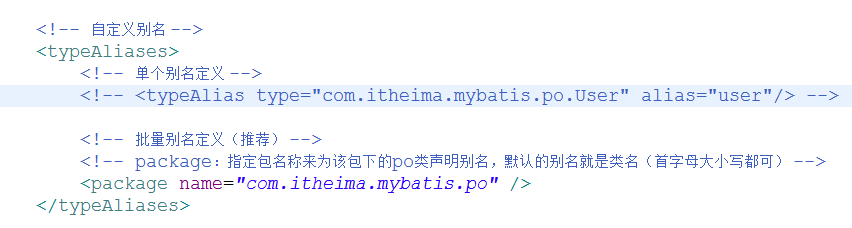 <!-- 自定义别名 -->
<typeAliases>
<!-- 单个别名定义 -->
<!-- <typeAlias type="com.itheima.mybatis.po.User" alias="user"/> -->
<!-- 批量别名定义（推荐） -->
<!-- package：指定包名称来为该包下的po类声明别名，默认的别名就是类名（首字母大小写都可） -->
<package name="com.itheima.mybatis.po" />
</typeAliases>